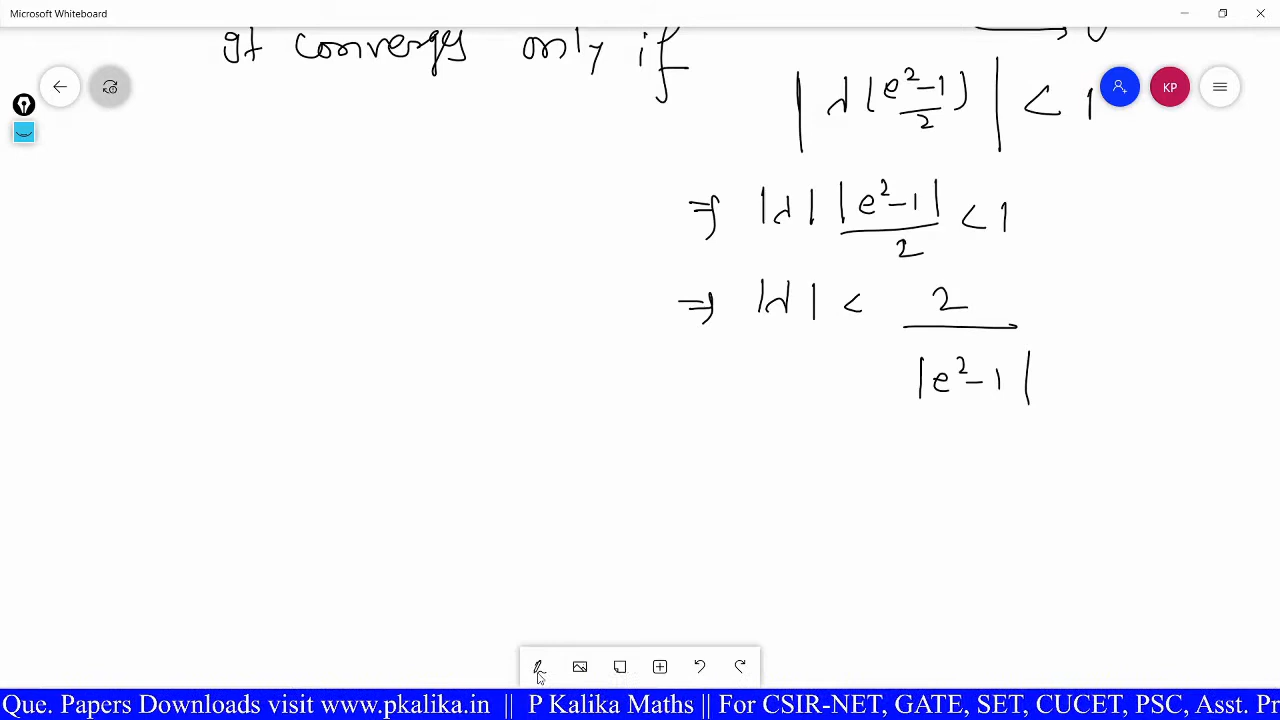 Microsoft Whiteboard
It converges only if
|λ(e²-1/2)| < 1
KP
⇒ |λ| |e²-1|/2 < 1
⇒ |λ| < 2/|e²-1|
Que. Papers Downloads visit www.pkalika.in || P Kalika Maths || For CSIR-NET, GATE, SET, CUCET, PSC, Asst. Pr